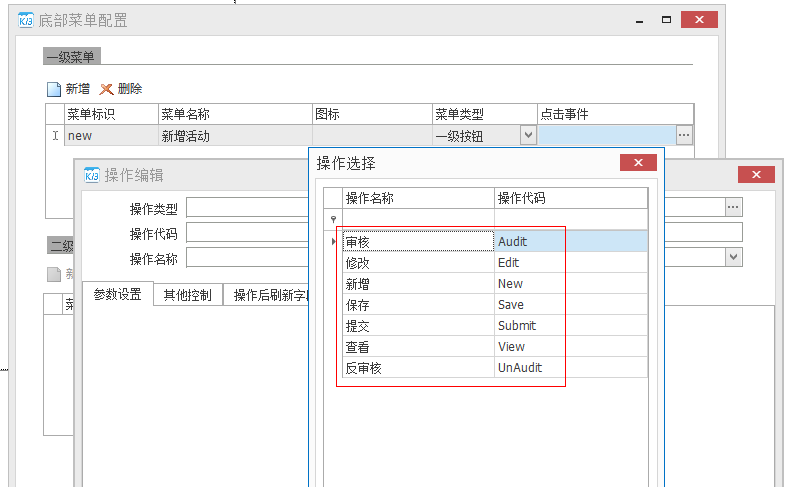 K/3 底部菜单配置
一级菜单
新增 删除
菜单标识 菜单名称 图标 菜单类型 点击事件
new 新增活动 一级按钮 ...
K/3 操作编辑
操作选择
操作类型 ...
操作代码
操作名称
参数设置 其他控制 操作后刷新字
二级
操作名称 操作代码
审核 Audit
修改 Edit
新增 New
保存 Save
提交 Submit
查看 View
反审核 UnAudit